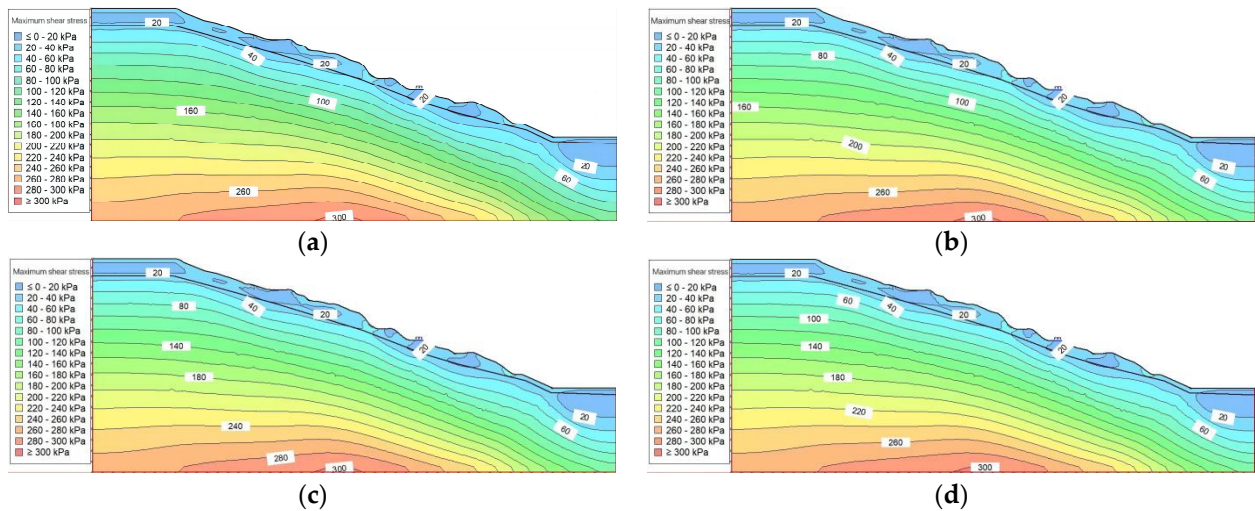 Maximum shear stress
≤ 0 - 20 kPa
20 - 40 kPa
40 - 60 kPa
60 - 80 kPa
80 - 100 kPa
100 - 120 kPa
120 - 140 kPa
140 - 160 kPa
160 - 180 kPa
180 - 200 kPa
200 - 220 kPa
220 - 240 kPa
240 - 260 kPa
260 - 280 kPa
280 - 300 kPa
≥ 300 kPa
20
40
20
20
100
160
20
60
260
300
(a)
Maximum shear stress
≤ 0 - 20 kPa
20 - 40 kPa
40 - 60 kPa
60 - 80 kPa
80 - 100 kPa
100 - 120 kPa
120 - 140 kPa
140 - 160 kPa
160 - 180 kPa
180 - 200 kPa
200 - 220 kPa
220 - 240 kPa
240 - 260 kPa
260 - 280 kPa
280 - 300 kPa
≥ 300 kPa
20
40
80
20
20
100
160
200
20
60
260
300
(b)
Maximum shear stress
≤ 0 - 20 kPa
20 - 40 kPa
40 - 60 kPa
60 - 80 kPa
80 - 100 kPa
100 - 120 kPa
120 - 140 kPa
140 - 160 kPa
160 - 180 kPa
180 - 200 kPa
200 - 220 kPa
220 - 240 kPa
240 - 260 kPa
260 - 280 kPa
280 - 300 kPa
≥ 300 kPa
20
80
40
20
20
140
180
20
60
240
280
300
(c)
Maximum shear stress
≤ 0 - 20 kPa
20 - 40 kPa
40 - 60 kPa
60 - 80 kPa
80 - 100 kPa
100 - 120 kPa
120 - 140 kPa
140 - 160 kPa
160 - 180 kPa
180 - 200 kPa
200 - 220 kPa
220 - 240 kPa
240 - 260 kPa
260 - 280 kPa
280 - 300 kPa
≥ 300 kPa
20
60
40
20
100
20
140
180
220
20
60
260
300
(d)